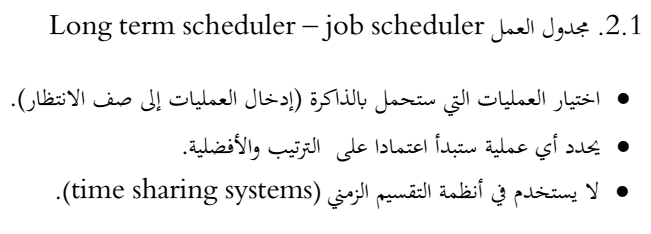 2.1. مجدول العمل Long term scheduler – job scheduler
● اختيار العمليات التي ستحمل بالذاكرة (إدخال العمليات إلى صف الانتظار).
● يحدد أي عملية ستبدأ اعتمادا على الترتيب والأفضلية.
● لا يستخدم في أنظمة التقسيم الزمني (time sharing systems).